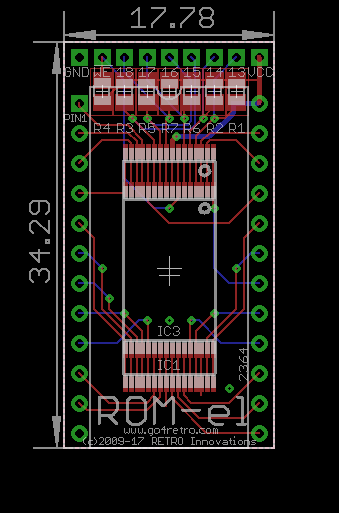 17.78
GND WE 18 17 16 15 14 13 VCC
PIN1
R4 R3 R5 R7 R6 R2 R1
34.29
IC3
IC1
2364
ROM-el
www.go4retro.com
(c)2009-17 RETRO Innovations